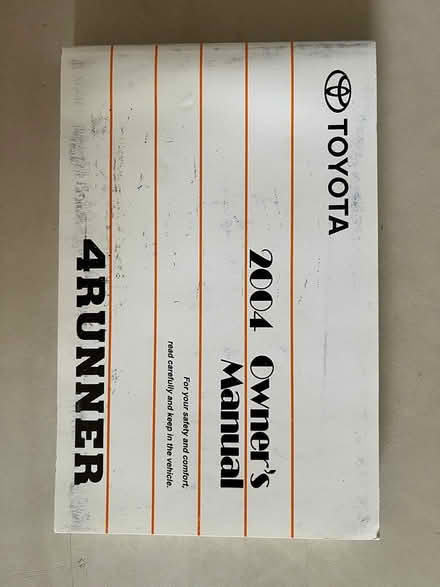 TOYOTA
2004 Owner's
Manual
For your safety and comfort,
read carefully and keep in the vehicle.
4RUNNER